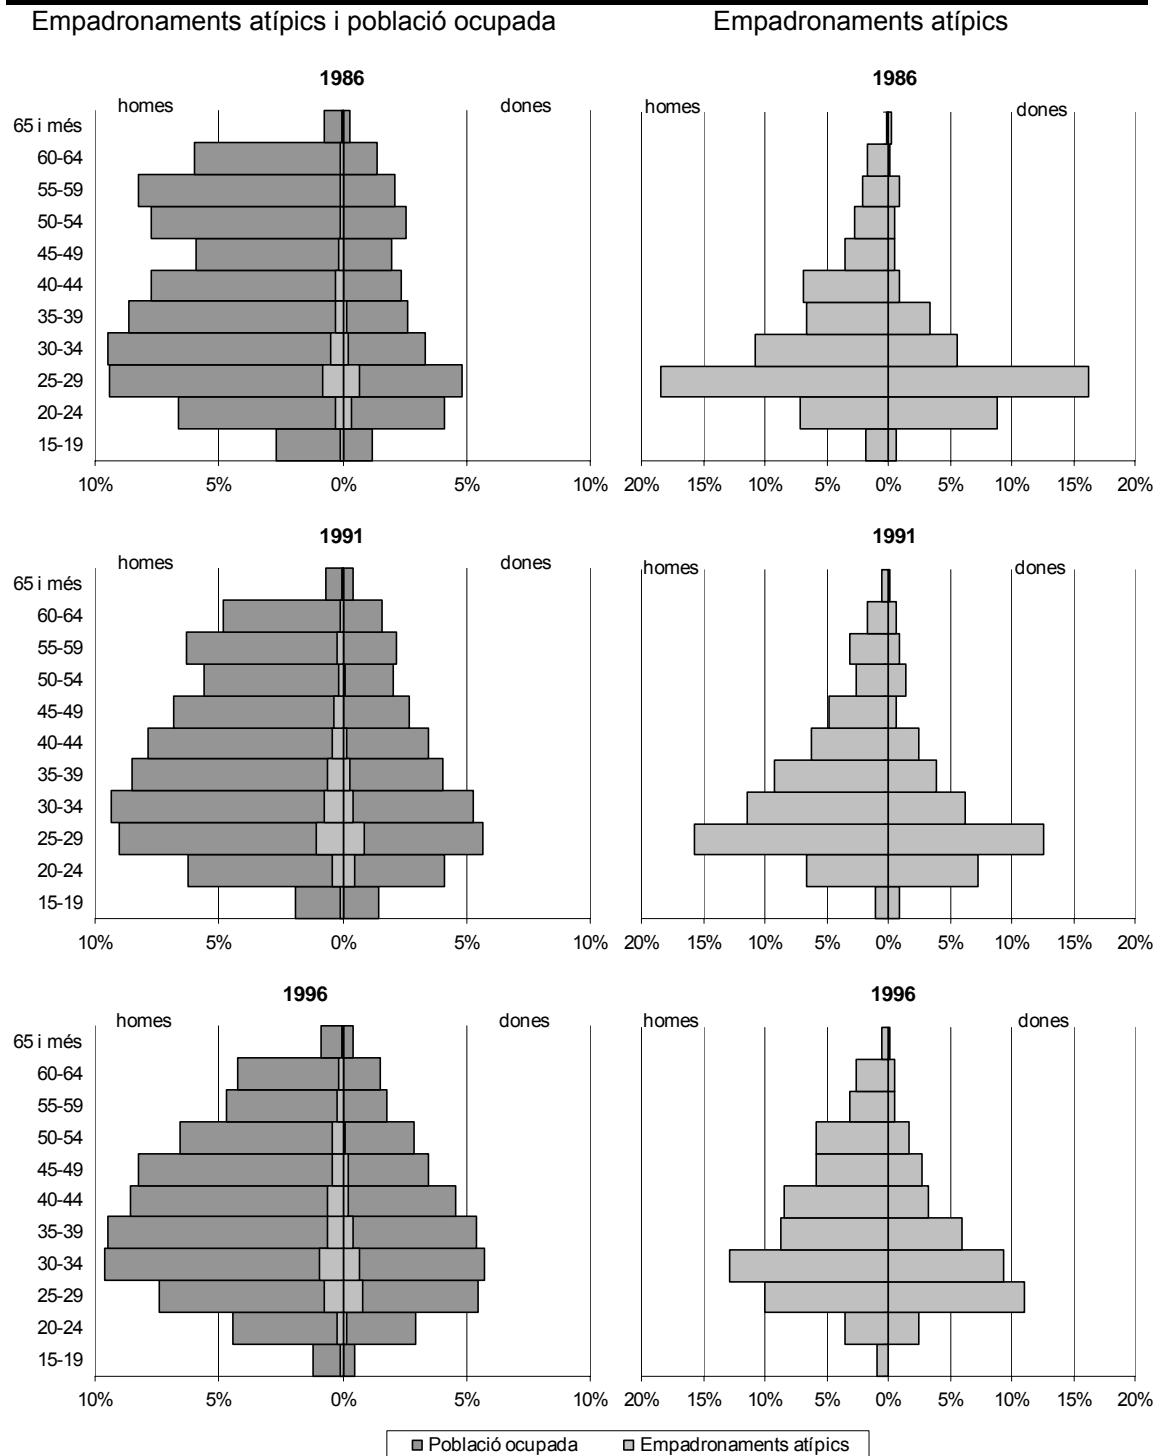 Empadronaments atípics i població ocupada
Empadronaments atípics
1986
1986
homes
dones
homes
dones
65 i més
60-64
55-59
50-54
45-49
40-44
35-39
30-34
25-29
20-24
15-19
10% 5% 0% 5% 10%
20% 15% 10% 5% 0% 5% 10% 15% 20%
1991
1991
homes
dones
homes
dones
65 i més
60-64
55-59
50-54
45-49
40-44
35-39
30-34
25-29
20-24
15-19
10% 5% 0% 5% 10%
20% 15% 10% 5% 0% 5% 10% 15% 20%
1996
1996
homes
dones
homes
dones
65 i més
60-64
55-59
50-54
45-49
40-44
35-39
30-34
25-29
20-24
15-19
10% 5% 0% 5% 10%
20% 15% 10% 5% 0% 5% 10% 15% 20%
Població ocupada
Empadronaments atípics